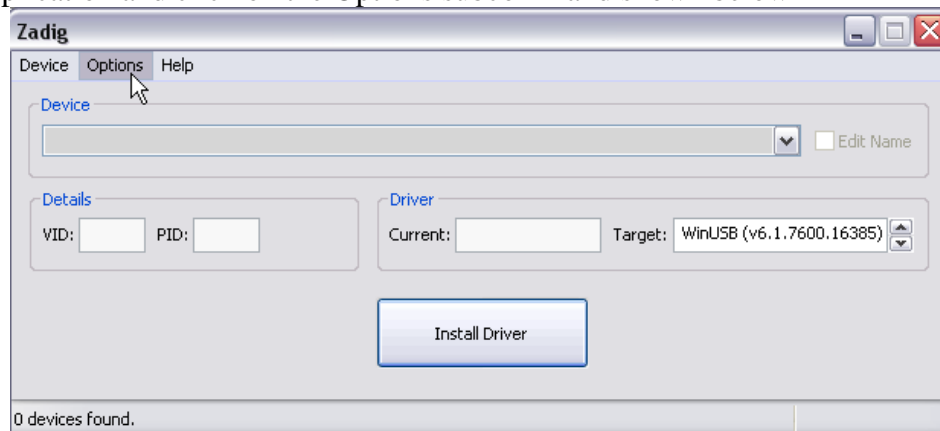 Zadig
Device Options Help
Device
Edit Name
Details
Driver
VID: PID:
Current: Target: WinUSB (v6.1.7600.16385)
Install Driver
0 devices found.